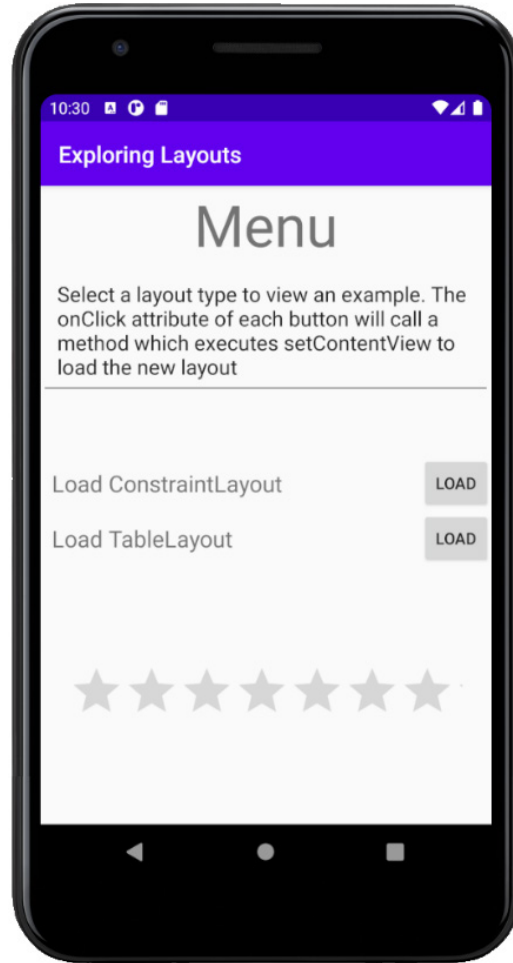 10:30
Exploring Layouts
Menu
Select a layout type to view an example. The
onClick attribute of each button will call a
method which executes setContentView to
load the new layout
Load ConstraintLayout LOAD
Load TableLayout LOAD